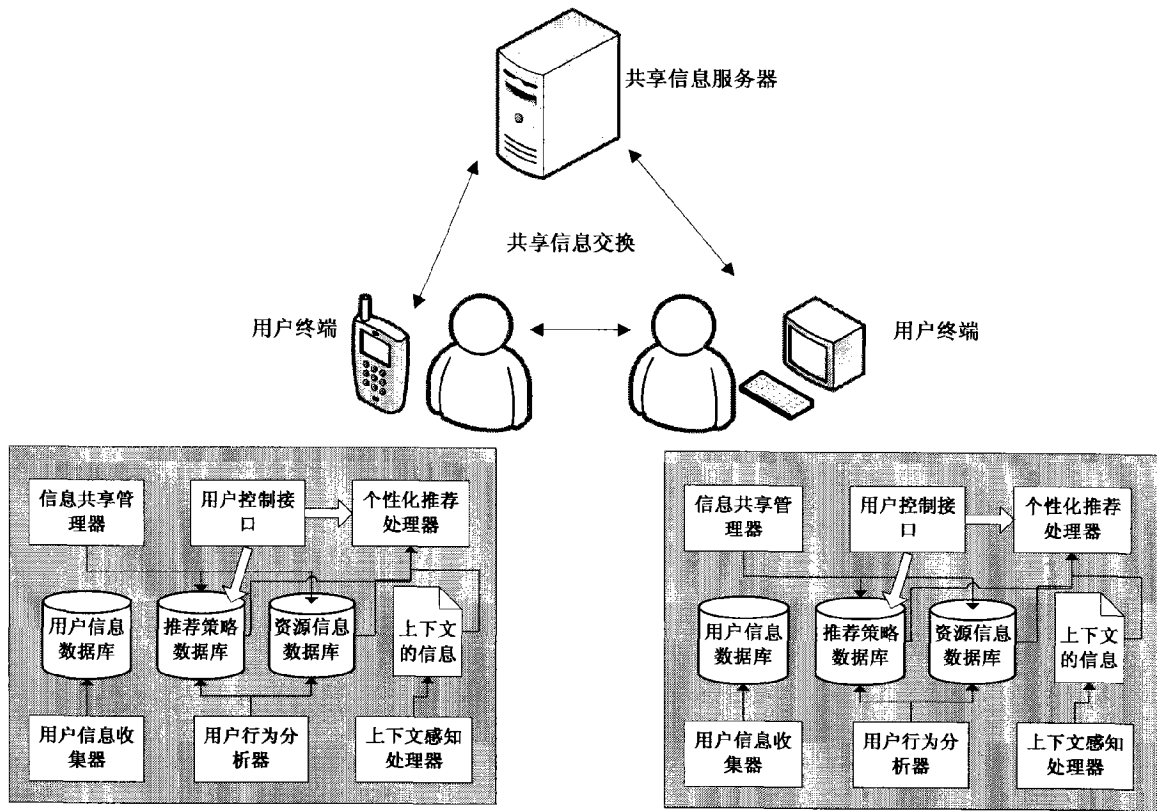 共享信息服务器
共享信息交换
用户终端
用户终端
信息共享管
理器
用户控制接
口
个性化推荐
处理器
用户信息
数据库
推荐策略
数据库
资源信息
数据库
上下文
的信息
用户信息收
集器
用户行为分
析器
上下文感知
处理器
信息共享管
理器
用户控制接
口
个性化推荐
处理器
用户信息
数据库
推荐策略
数据库
资源信息
数据库
上下文
的信息
用户信息收
集器
用户行为分
析器
上下文感知
处理器